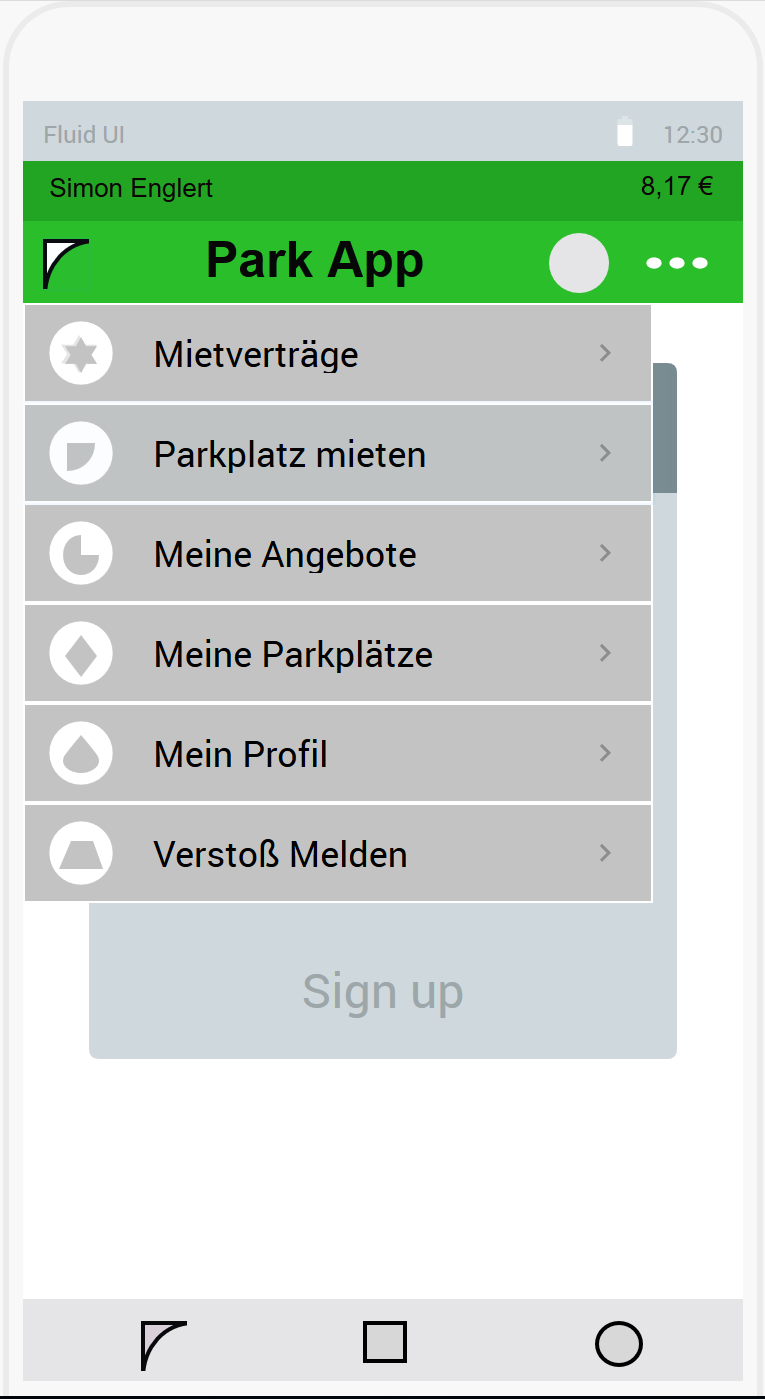 Fluid UI 12:30
Simon Englert 8,17 €
Park App
Mietverträge
Parkplatz mieten
Meine Angebote
Meine Parkplätze
Mein Profil
Verstoß Melden
Sign up